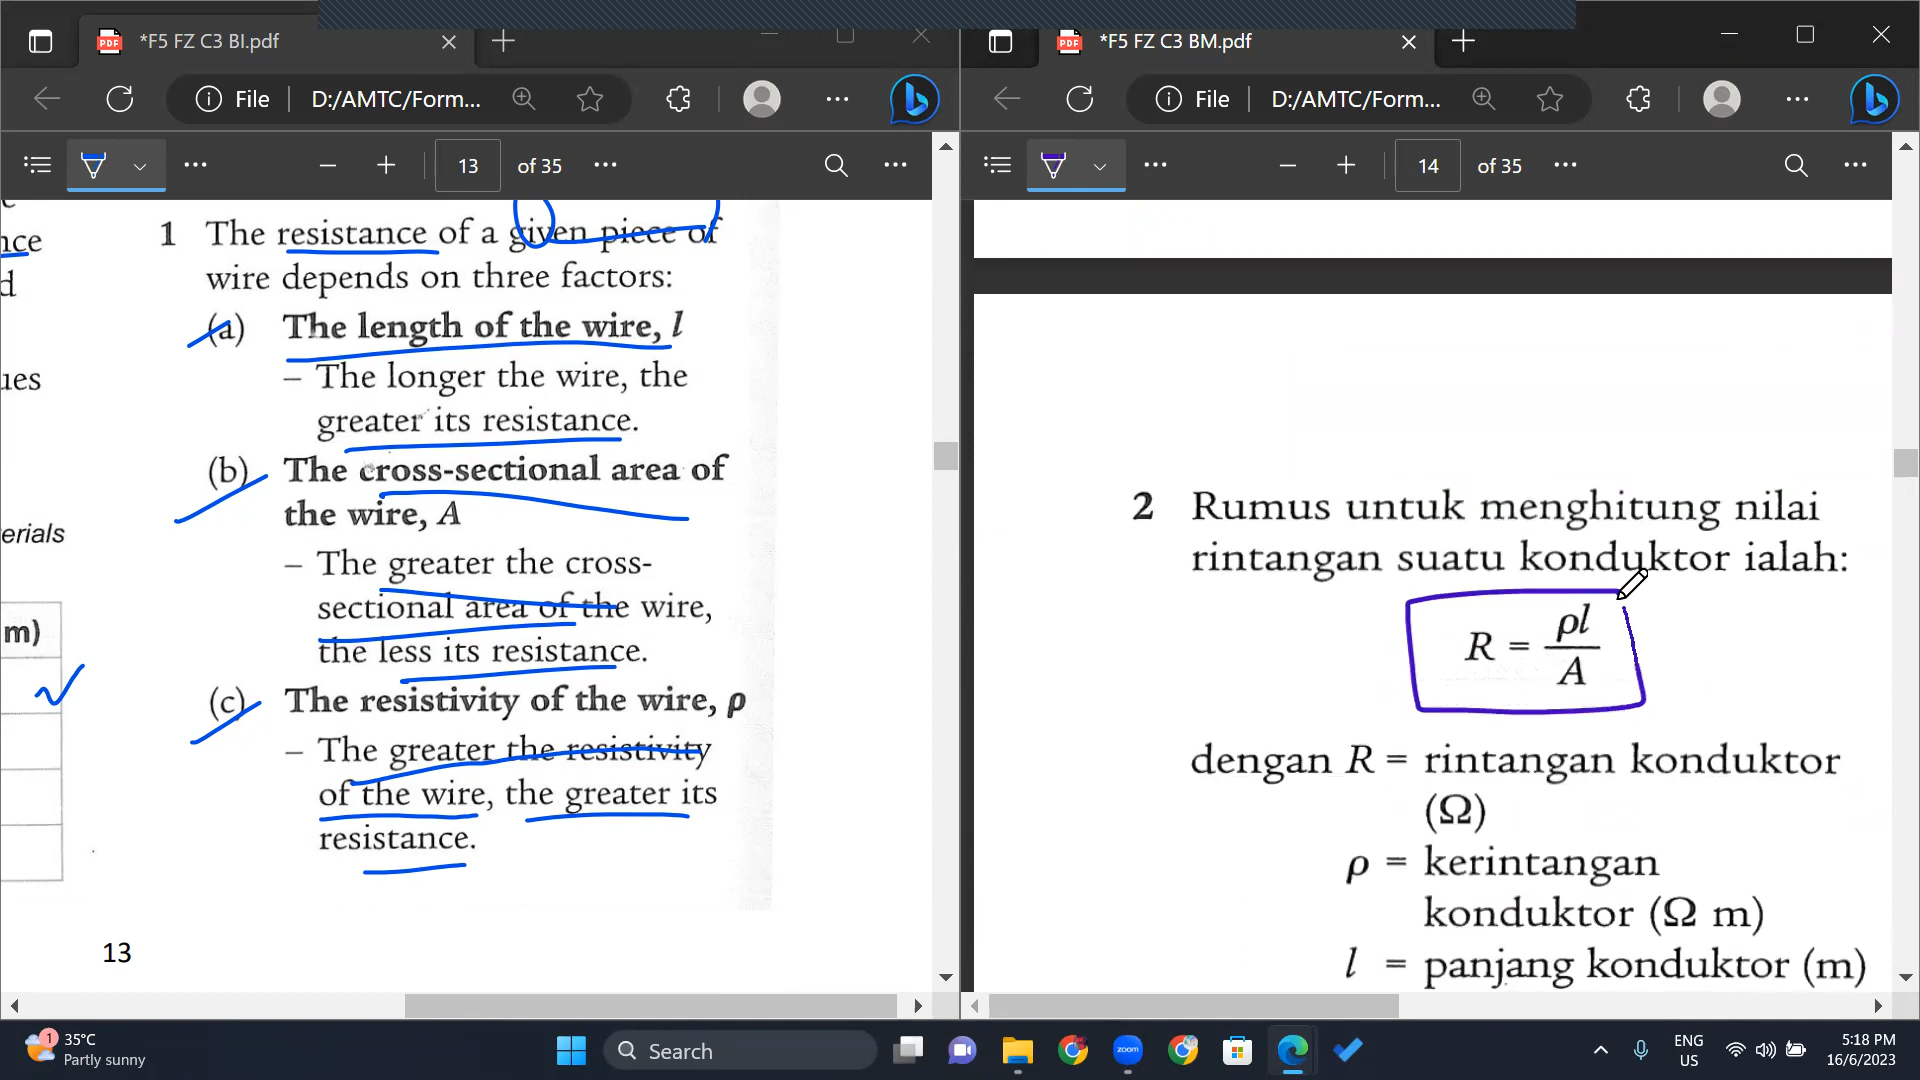 *F5 FZ C3 BI.pdf
File
D:/AMTC/Form...
13
of 35
nce
d
ues
erials
m)
1 The resistance of a given piece of
wire depends on three factors:
(a) The length of the wire, l
– The longer the wire, the
greater its resistance.
(b) The cross-sectional area of
the wire, A
– The greater the cross-
sectional area of the wire,
the less its resistance.
(c) The resistivity of the wire, ρ
– The greater the resistivity
of the wire, the greater its
resistance.
13
*F5 FZ C3 BM.pdf
File
D:/AMTC/Form...
14
of 35
2 Rumus untuk menghitung nilai
rintangan suatu konduktor ialah:
R = ρl/A
dengan R = rintangan konduktor
(Ω)
ρ = kerintangan
konduktor (Ω m)
l = panjang konduktor (m)
1
35°C
Partly sunny
Search
zoom
ENG
US
5:18 PM
16/6/2023